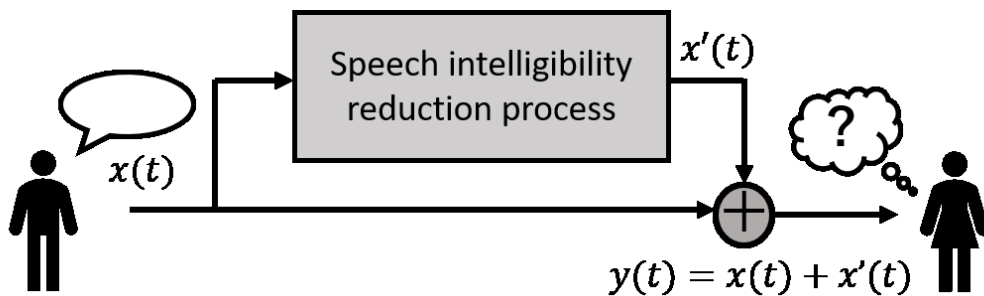 Speech intelligibility
reduction process
x'(t)
x(t)
?
y(t) = x(t) + x'(t)